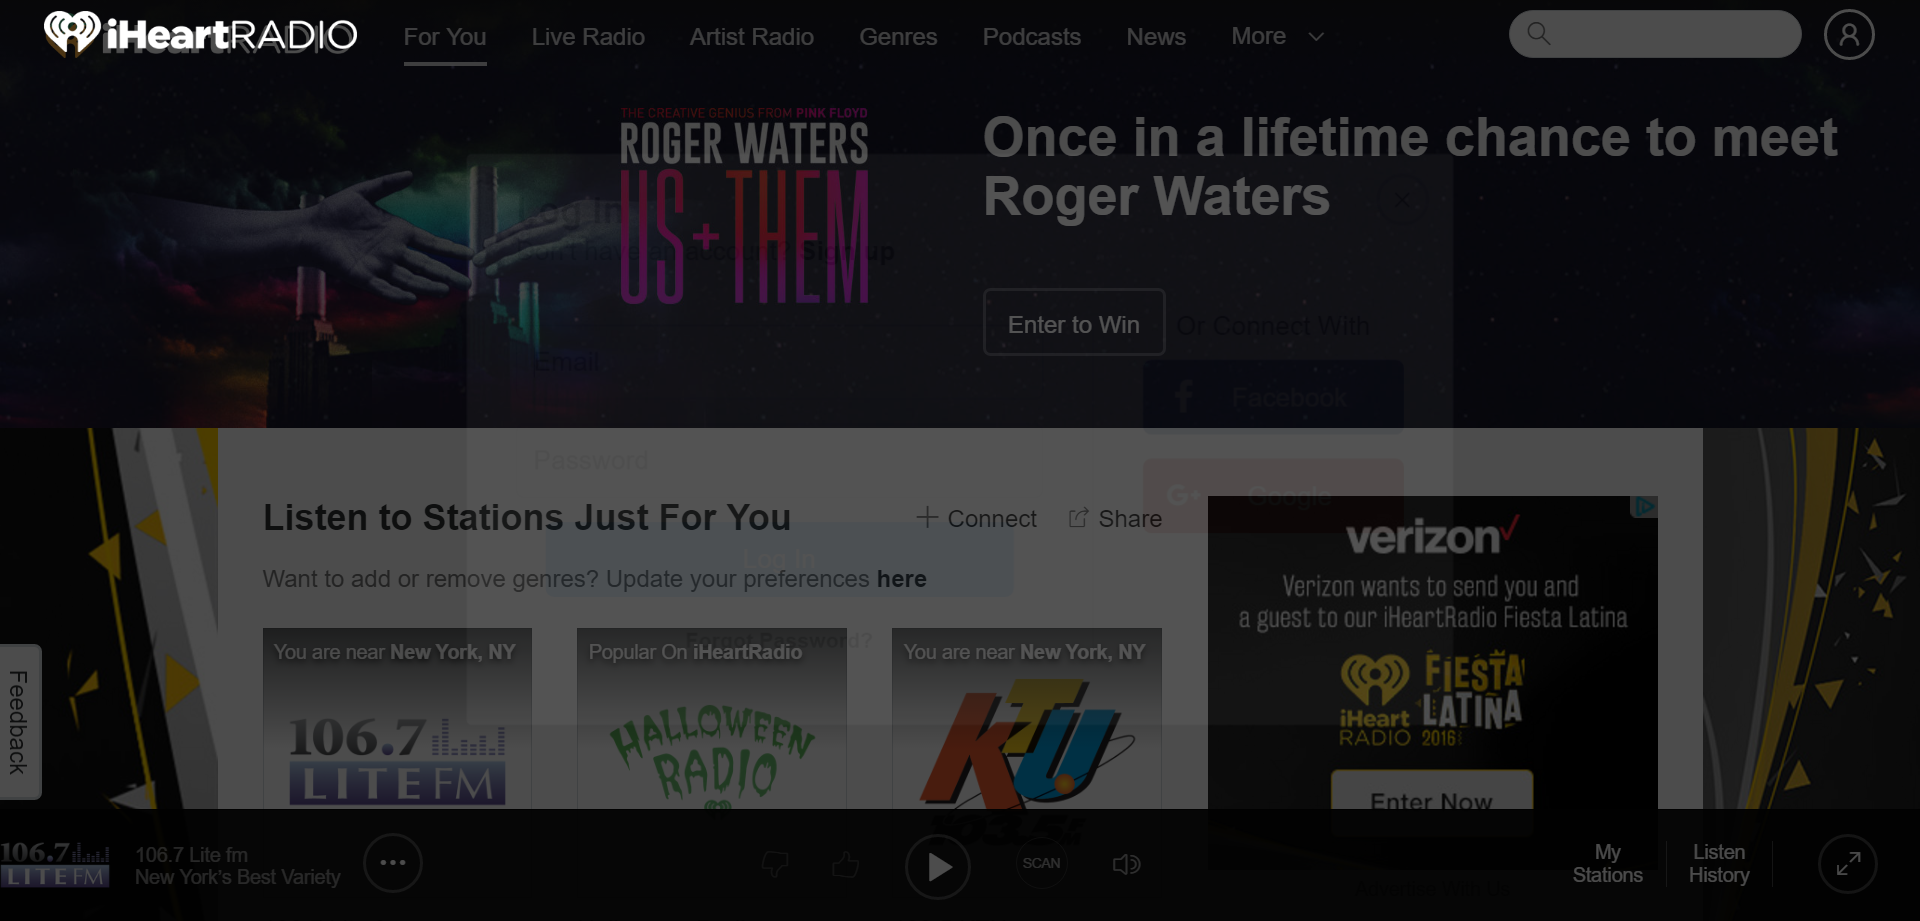 iHeartRADIO
For You
Live Radio
Artist Radio
Genres
Podcasts
News
More
THE CREATIVE GENIUS FROM PINK FLOYD
ROGER WATERS
US+THEM
Once in a lifetime chance to meet
Roger Waters
Enter to Win
Log In
Don't have an account? Sign up
Email
Password
Log In
Forgot Password?
Or Connect With
Facebook
G+ Google
Listen to Stations Just For You
Connect
Share
Want to add or remove genres? Update your preferences here
You are near New York, NY
106.7
LITE FM
Popular On iHeartRadio
HALLOWEEN
RADIO
You are near New York, NY
KTU
103.5
verizon
Verizon wants to send you and
a guest to our iHeartRadio Fiesta Latina
iHeart
RADIO
FIESTA
LATINA
2016
Enter Now
Feedback
106.7
LITE FM
106.7 Lite fm
New York's Best Variety
SCAN
My
Stations
Listen
History